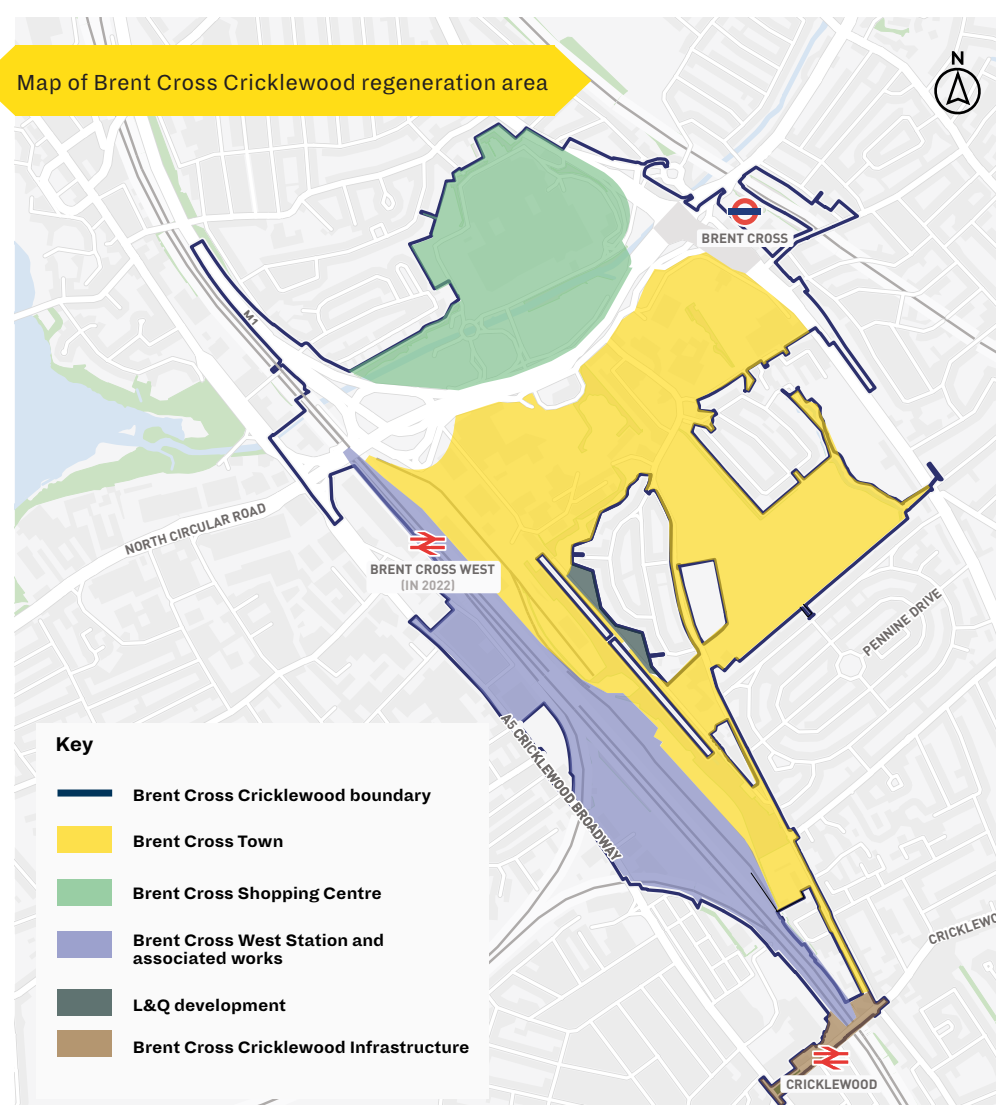 Map of Brent Cross Cricklewood regeneration area
N
BRENT CROSS
M1
NORTH CIRCULAR ROAD
BRENT CROSS WEST
(IN 2022)
PENNINE DRIVE
A5 CRICKLEWOOD BROADWAY
CRICKLEWO
CRICKLEWOOD
Key
Brent Cross Cricklewood boundary
Brent Cross Town
Brent Cross Shopping Centre
Brent Cross West Station and
associated works
L&Q development
Brent Cross Cricklewood Infrastructure